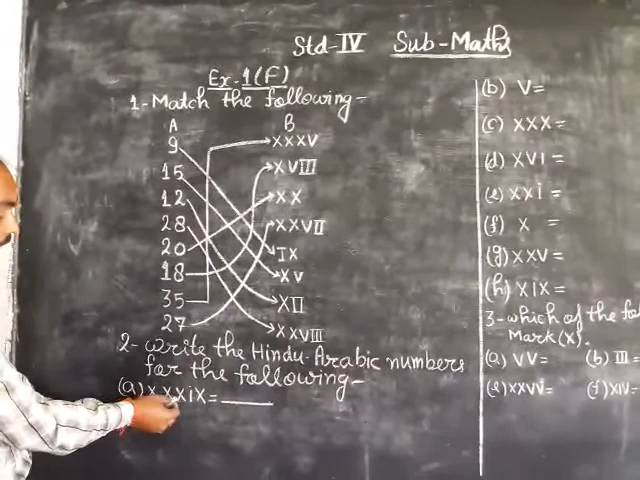 Std-IV Sub-Maths
Ex-1(F)
1-Match the following-
A B
9 XXXV
15 XVIII
12 XX
28 XXVII
20 IX
18 XV
35 XII
27 XXVIII
2-write the Hindu-Arabic numbers
for the following-
(a) XXXiX=
(b) V=
(c) XXX=
(d) XVI=
(e) XXI=
(f) X =
(g) XXV=
(h) XIX=
3-which of the
Mark(X).
(a) VV= (b) III=
(e) XXVV= (f) XIV=